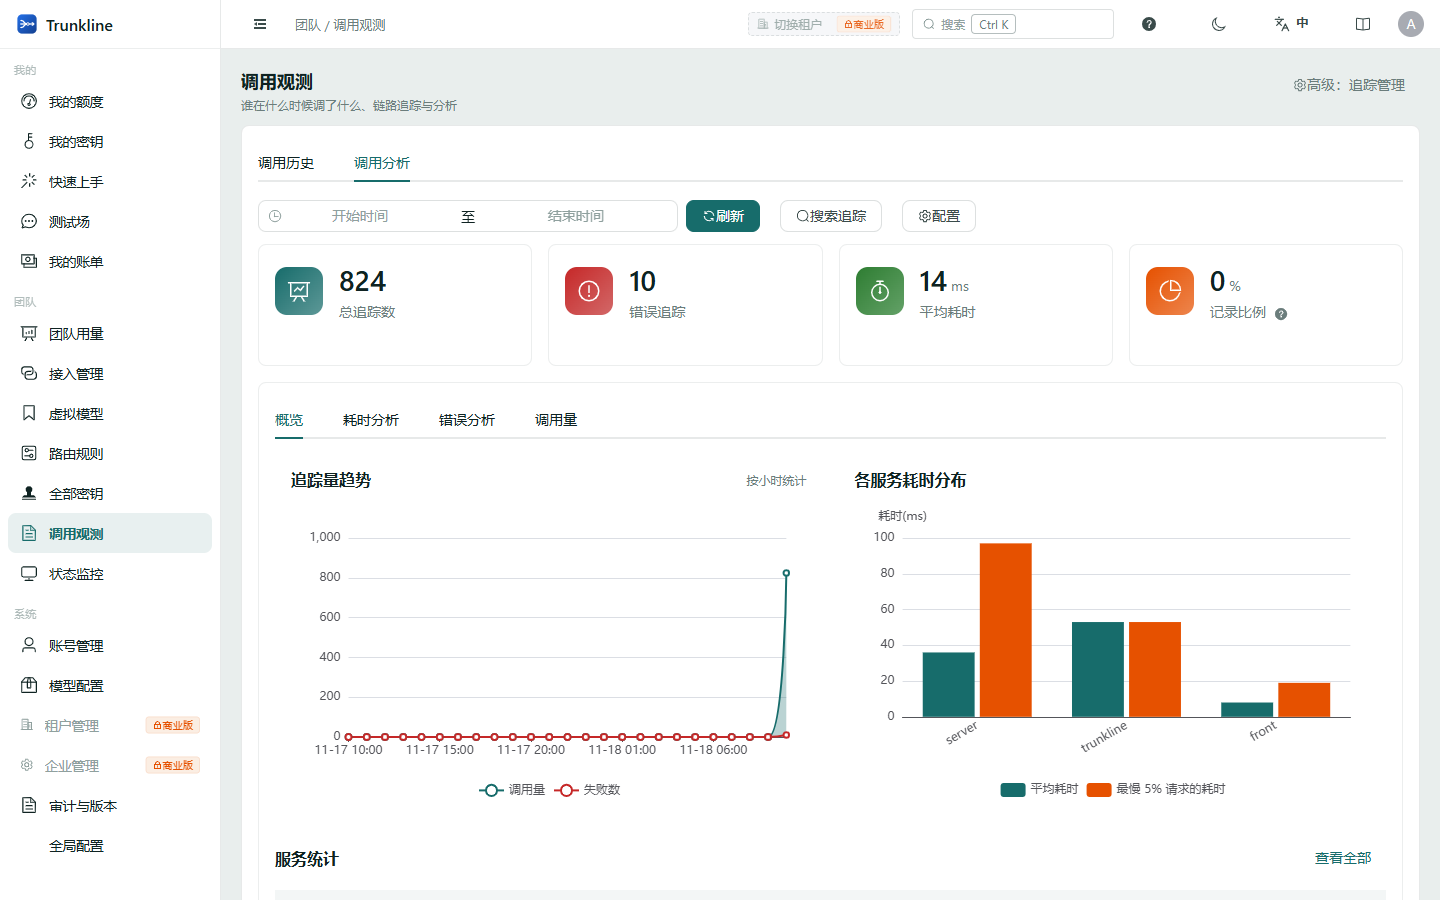 Trunkline
团队 / 调用观测
切换租户
商业版
搜索
Ctrl K
中
A
我的
我的额度
我的密钥
快速上手
测试场
我的账单
团队
团队用量
接入管理
虚拟模型
路由规则
全部密钥
调用观测
状态监控
系统
账号管理
模型配置
租户管理
商业版
企业管理
商业版
审计与版本
全局配置
调用观测
谁在什么时候调了什么、链路追踪与分析
高级：追踪管理
调用历史
调用分析
开始时间
至
结束时间
刷新
搜索追踪
配置
824
总追踪数
10
错误追踪
14 ms
平均耗时
0 %
记录比例
概览
耗时分析
错误分析
调用量
追踪量趋势
按小时统计
1,000
800
600
400
200
0
11-17 10:00
11-17 15:00
11-17 20:00
11-18 01:00
11-18 06:00
调用量
失败数
各服务耗时分布
耗时(ms)
100
80
60
40
20
0
server
trunkline
front
平均耗时
最慢 5% 请求的耗时
服务统计
查看全部